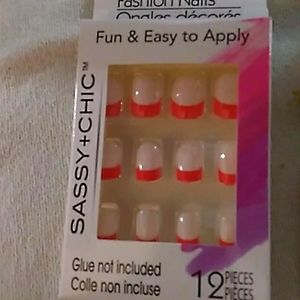 Fashion Nails
Ongles décorés
Fun & Easy to Apply
SASSY+CHIC™
Glue not included
Colle non incluse
12 PIECES
PIÈCES